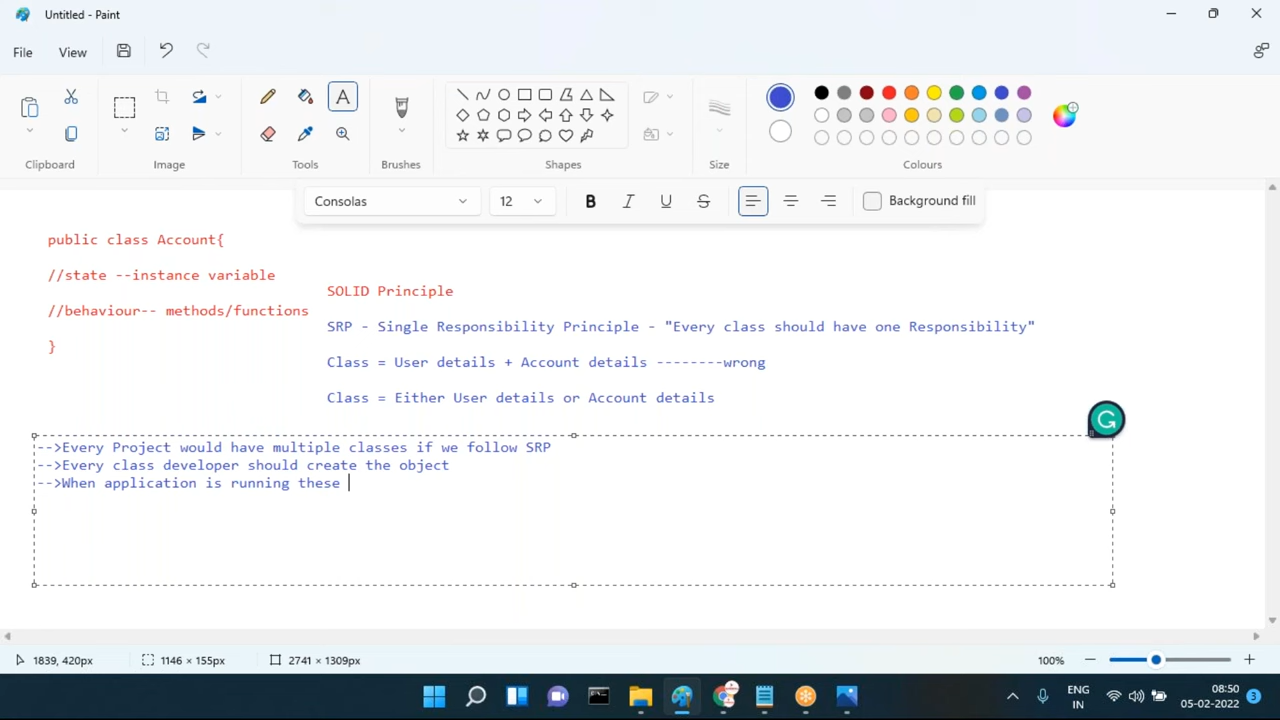 Untitled - Paint
File
View
Clipboard
Image
Tools
Brushes
Shapes
Size
Colours
Consolas
12
B
I
U
S
Background fill
public class Account{
//state --instance variable
//behaviour-- methods/functions
}
SOLID Principle
SRP - Single Responsibility Principle - "Every class should have one Responsibility"
Class = User details + Account details --------wrong
Class = Either User details or Account details
-->Every Project would have multiple classes if we follow SRP
-->Every class developer should create the object
-->When application is running these
1839, 420px
1146 × 155px
2741 × 1309px
100%
ENG
IN
08:50
05-02-2022
3